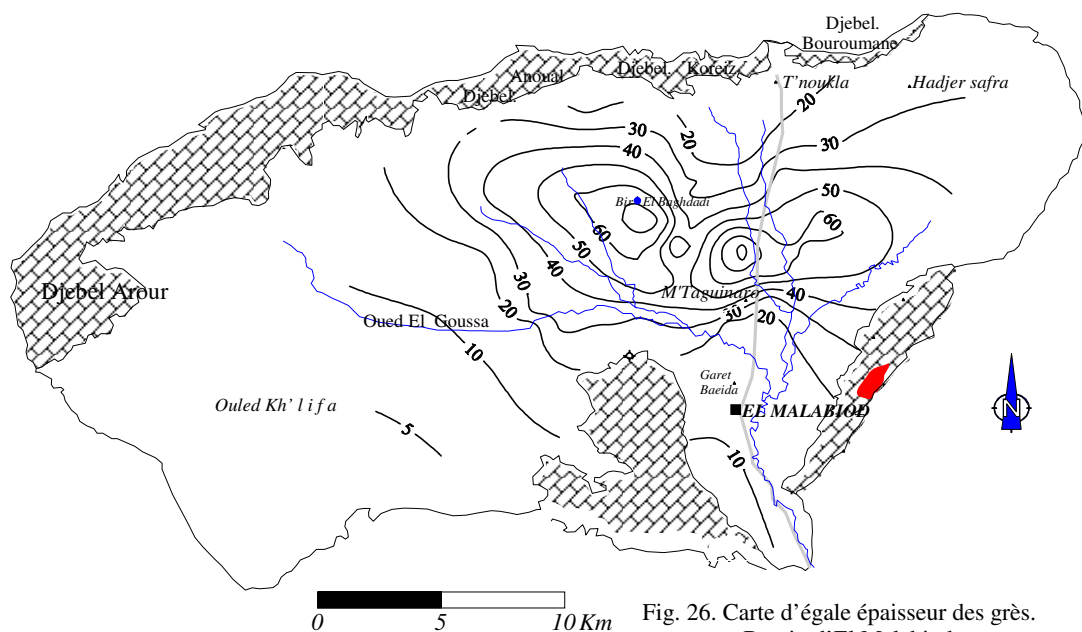 Djebel.
Bouroumane
Anoual
Djebel.
Djebel.
Koreiz
T'noukla
Hadjer safra
20
30
20
30
40
50
Bir El Baghdadi
60
60
50
40
40
30
M'Taguinaro
20
30
20
Djebel Arour
Oued El Goussa
10
Garet
Baeida
Ouled Kh' l i f a
EL MALABIOD
5
10
N
0
5
10 Km
Fig. 26. Carte d'égale épaisseur des grès.